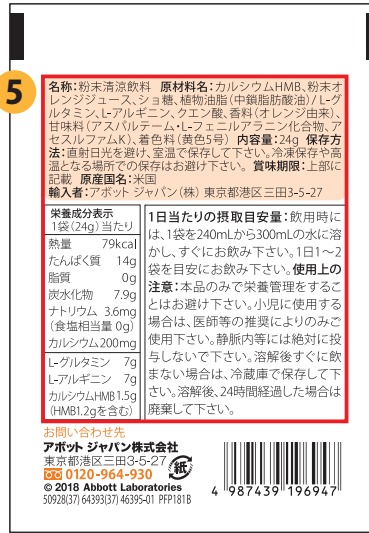 5
名称:粉末清涼飲料 原材料名:カルシウムHMB、粉末オ
レンジジュース、ショ糖、植物油脂(中鎖脂肪酸油)/L-グ
ルタミン、L-アルギニン、クエン酸、香料(オレンジ由来)、
甘味料(アスパルテーム・L-フェニルアラニン化合物、ア
セスルファムK)、着色料(黄色5号) 内容量:24g 保存方
法:直射日光を避け、室温で保存して下さい。冷凍保存や高
温となる場所での保存はお避け下さい。 賞味期限:上部に
記載 原産国名:米国
輸入者:アボット ジャパン(株) 東京都港区三田3-5-27
栄養成分表示
1袋(24g)当たり
熱量 79kcal
たんぱく質 14g
脂質 0g
炭水化物 7.9g
ナトリウム 3.6mg
(食塩相当量 0g)
カルシウム200mg
L-グルタミン 7g
L-アルギニン 7g
カルシウムHMB1.5g
(HMB1.2gを含む)
1日当たりの摂取目安量:飲用時に
は、1袋を240mLから300mLの水に溶
かし、すぐにお飲み下さい。1日1〜2
袋を目安にお飲み下さい。使用上の
注意:本品のみで栄養管理をするこ
とはお避け下さい。小児に使用する
場合は、医師等の推奨によりのみご
使用下さい。静脈内等には絶対に投
与しないで下さい。溶解後すぐに飲
まない場合は、冷蔵庫で保存して下
さい。溶解後、24時間経過した場合は
廃棄して下さい。
お問い合わせ先
アボット ジャパン株式会社
東京都港区三田3-5-27
0120-964-930
© 2018 Abbott Laboratories
50928(37) 64393(37) 46395-01 PFP181B
紙
4 987439 196947